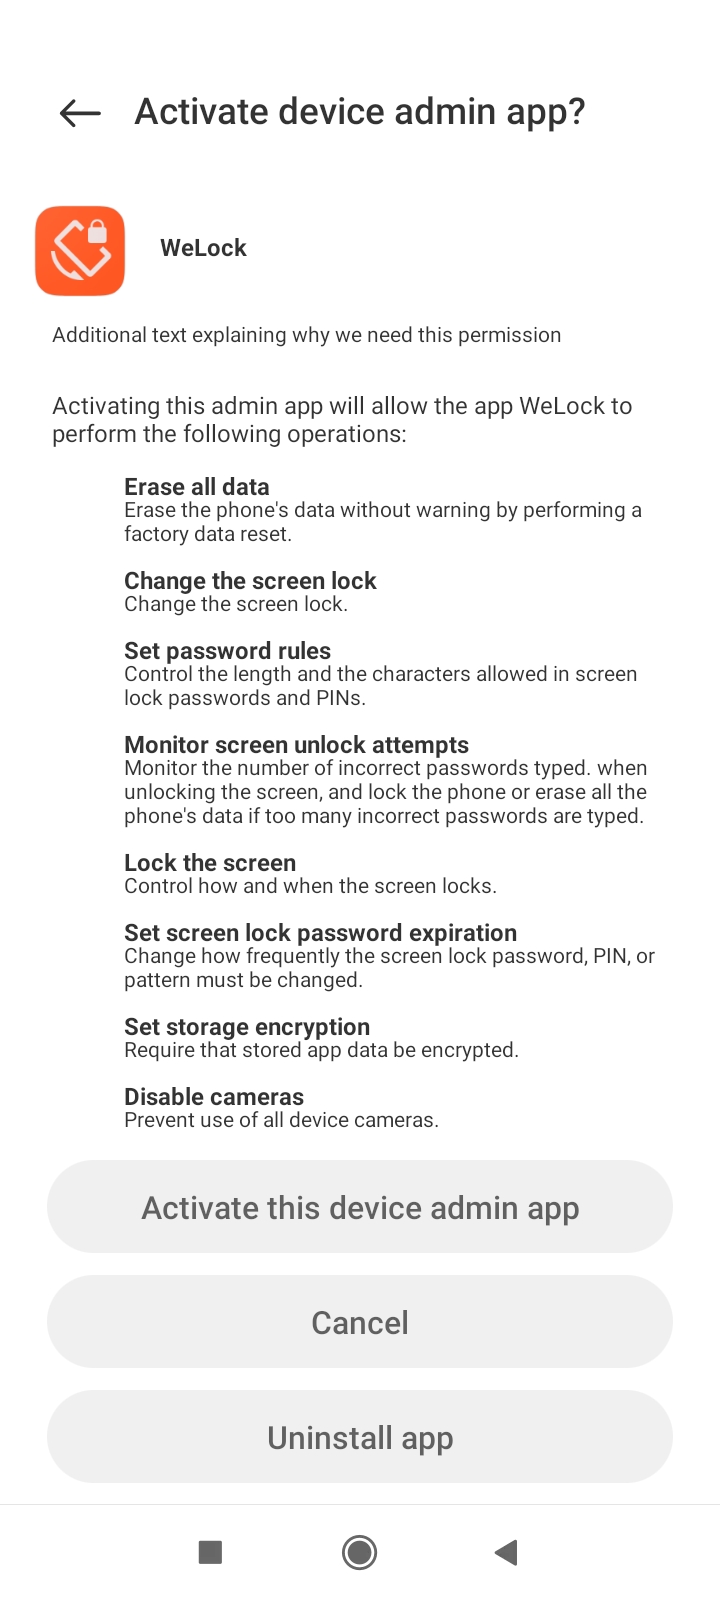 Activate device admin app?
WeLock
Additional text explaining why we need this permission
Activating this admin app will allow the app WeLock to
perform the following operations:
Erase all data
Erase the phone's data without warning by performing a
factory data reset.
Change the screen lock
Change the screen lock.
Set password rules
Control the length and the characters allowed in screen
lock passwords and PINs.
Monitor screen unlock attempts
Monitor the number of incorrect passwords typed. when
unlocking the screen, and lock the phone or erase all the
phone's data if too many incorrect passwords are typed.
Lock the screen
Control how and when the screen locks.
Set screen lock password expiration
Change how frequently the screen lock password, PIN, or
pattern must be changed.
Set storage encryption
Require that stored app data be encrypted.
Disable cameras
Prevent use of all device cameras.
Activate this device admin app
Cancel
Uninstall app